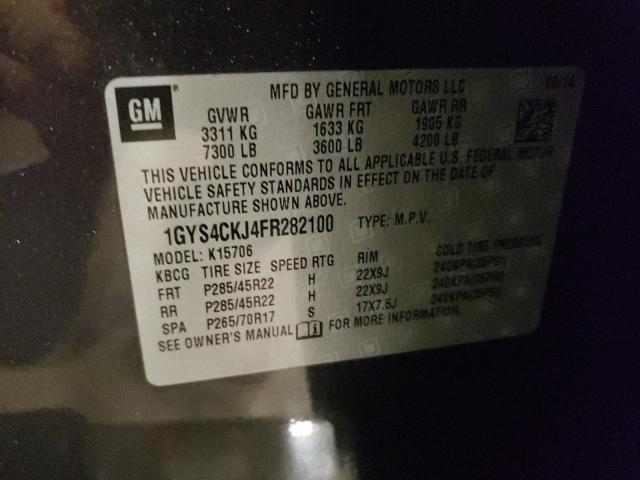 GM
MFD BY GENERAL MOTORS LLC 09/14
GVWR GAWR FRT GAWR RR
3311 KG 1633 KG 1905 KG
7300 LB 3600 LB 4200 LB
THIS VEHICLE CONFORMS TO ALL APPLICABLE U.S. FEDERAL MOTOR
VEHICLE SAFETY STANDARDS IN EFFECT ON THE DATE OF
MANUFACTURE SHOWN ABOVE.
1GYS4CKJ4FR282100 TYPE: M.P.V.
MODEL: K15706
KBCG TIRE SIZE SPEED RTG RIM COLD TIRE PRESSURE
FRT P285/45R22 H 22X9J 240KPA(35PSI)
RR P285/45R22 H 22X9J 240KPA(35PSI)
SPA P265/70R17 S 17X7.5J 240KPA(35PSI)
SEE OWNER'S MANUAL FOR MORE INFORMATION.